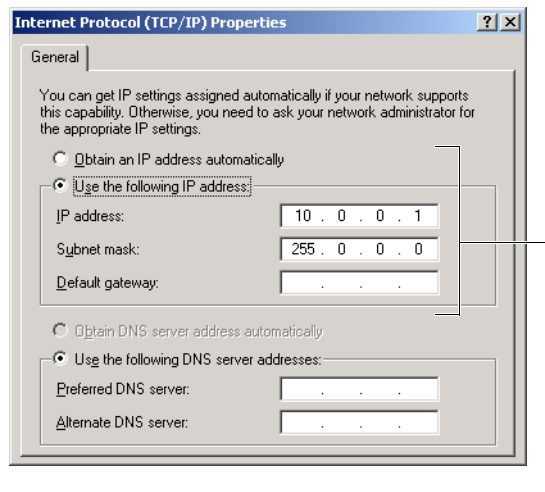 Internet Protocol (TCP/IP) Properties
General
You can get IP settings assigned automatically if your network supports
this capability. Otherwise, you need to ask your network administrator for
the appropriate IP settings.
Obtain an IP address automatically
Use the following IP address:
IP address: 10 . 0 . 0 . 1
Subnet mask: 255 . 0 . 0 . 0
Default gateway: . . .
Obtain DNS server address automatically
Use the following DNS server addresses:
Preferred DNS server: . . .
Alternate DNS server: . . .